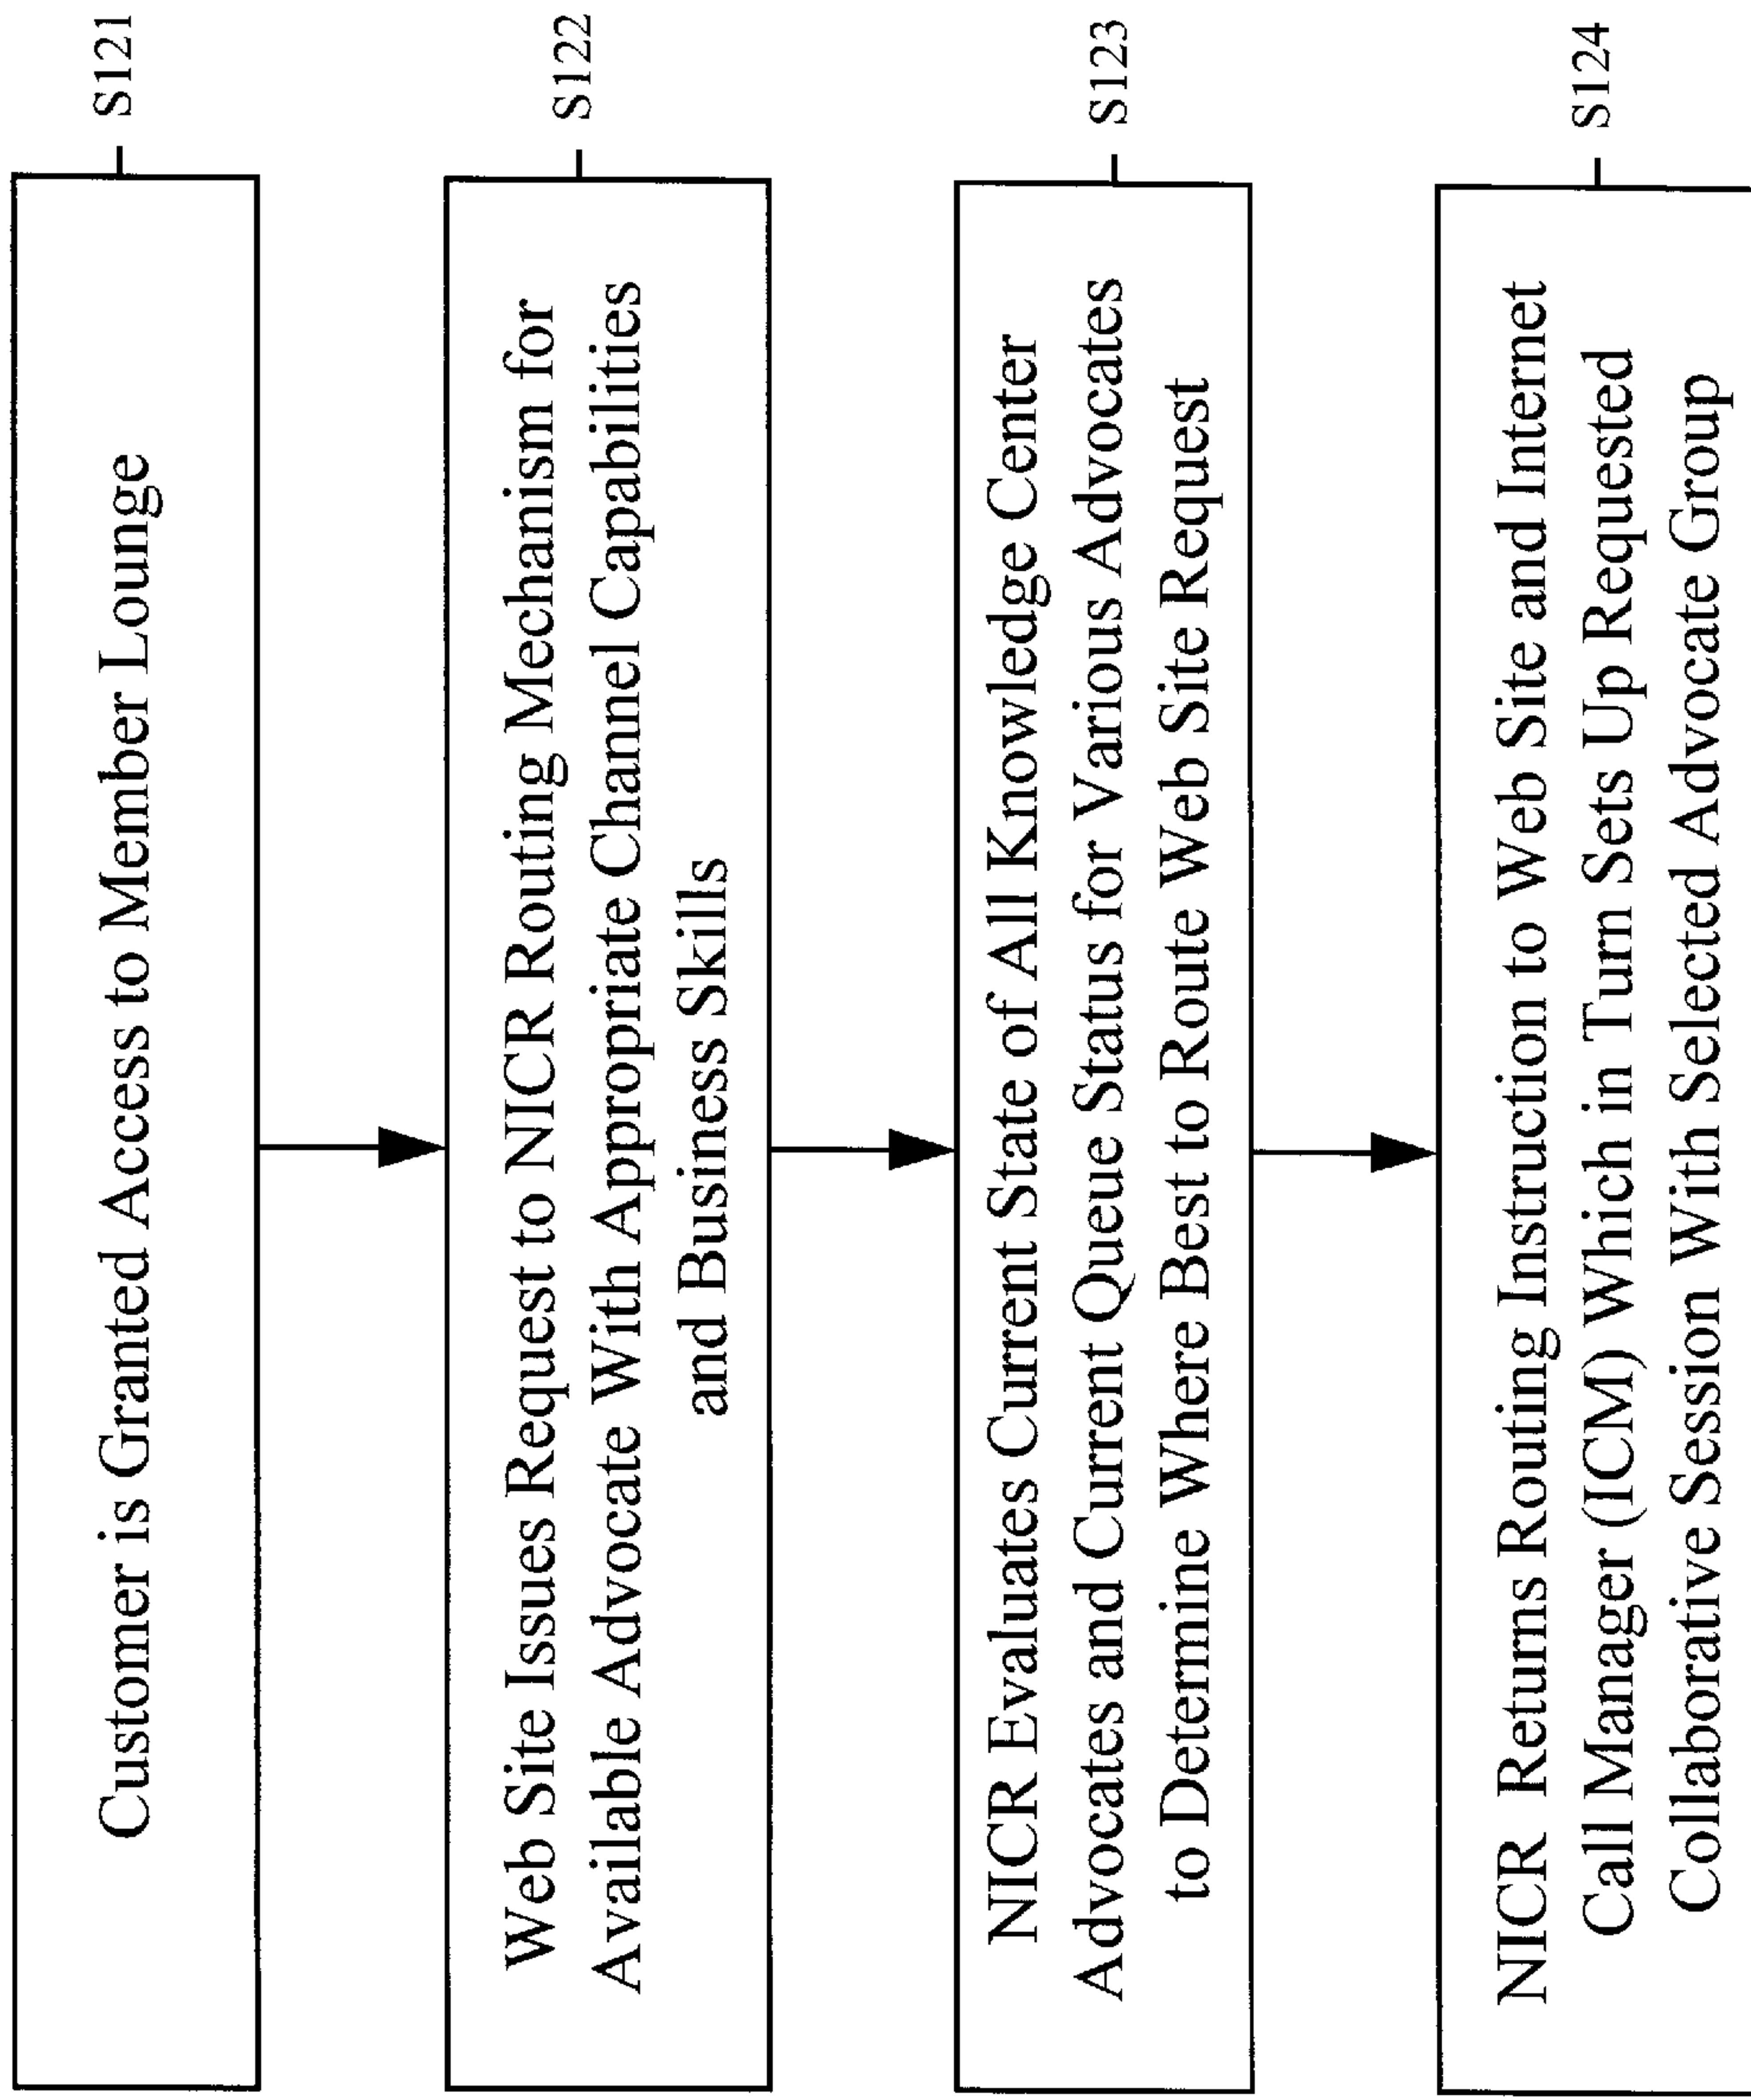 Customer is Granted Access to Member Lounge
S121
Web Site Issues Request to NICR Routing Mechanism for
Available Advocate With Appropriate Channel Capabilities
and Business Skills
S122
NICR Evaluates Current State of All Knowledge Center
Advocates and Current Queue Status for Various Advocates
to Determine Where Best to Route Web Site Request
S123
NICR Returns Routing Instruction to Web Site and Internet
Call Manager (ICM) Which in Turn Sets Up Requested
Collaborative Session With Selected Advocate Group
S124